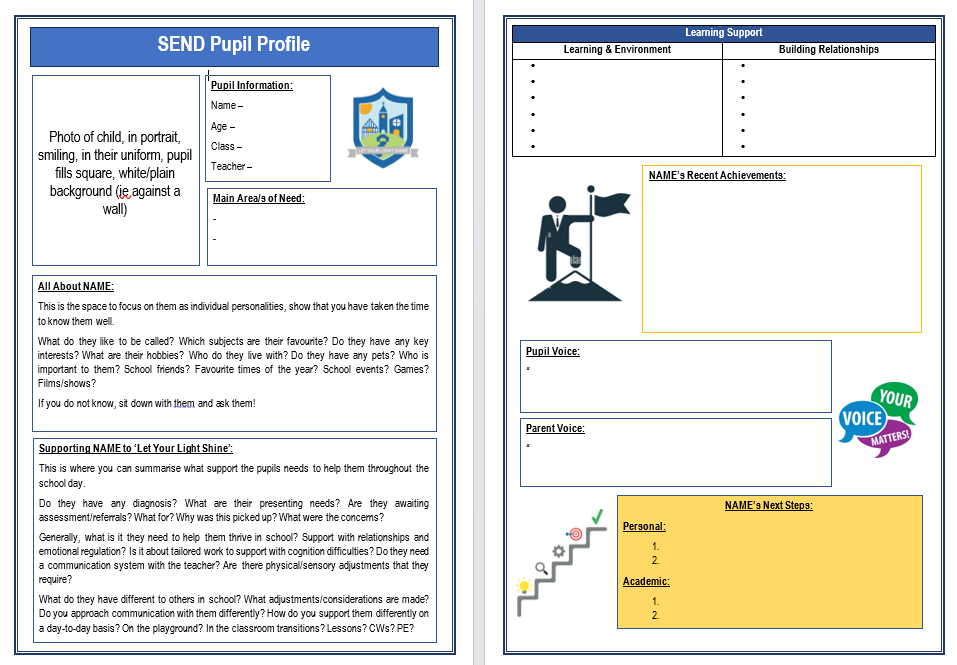 SEND Pupil Profile
Photo of child, in portrait,
smiling, in their uniform, pupil
fills square, white/plain
background (ie against a
wall)
Pupil Information:
Name –
Age –
Class –
Teacher –
LET YOUR LIGHT SHINE
Main Area/s of Need:
-
-
All About NAME:
This is the space to focus on them as individual personalities, show that you have taken the time
to know them well.
What do they like to be called? Which subjects are their favourite? Do they have any key
interests? What are their hobbies? Who do they live with? Do they have any pets? Who is
important to them? School friends? Favourite times of the year? School events? Games?
Films/shows?
If you do not know, sit down with them and ask them!
Supporting NAME to ‘Let Your Light Shine’:
This is where you can summarise what support the pupils needs to help them throughout the
school day.
Do they have any diagnosis? What are their presenting needs? Are they awaiting
assessment/referrals? What for? Why was this picked up? What were the concerns?
Generally, what is it they need to help them thrive in school? Support with relationships and
emotional regulation? Is it about tailored work to support with cognition difficulties? Do they need
a communication system with the teacher? Are there physical/sensory adjustments that they
require?
What do they have different to others in school? What adjustments/considerations are made?
Do you approach communication with them differently? How do you support them differently on
a day-to-day basis? On the playground? In the classroom transitions? Lessons? CWs? PE?
Learning Support
Learning & Environment
Building Relationships
NAME’s Recent Achievements:
Pupil Voice:
“
Parent Voice:
“
YOUR
VOICE
MATTERS!
NAME’s Next Steps:
Personal:
1.
2.
Academic:
1.
2.